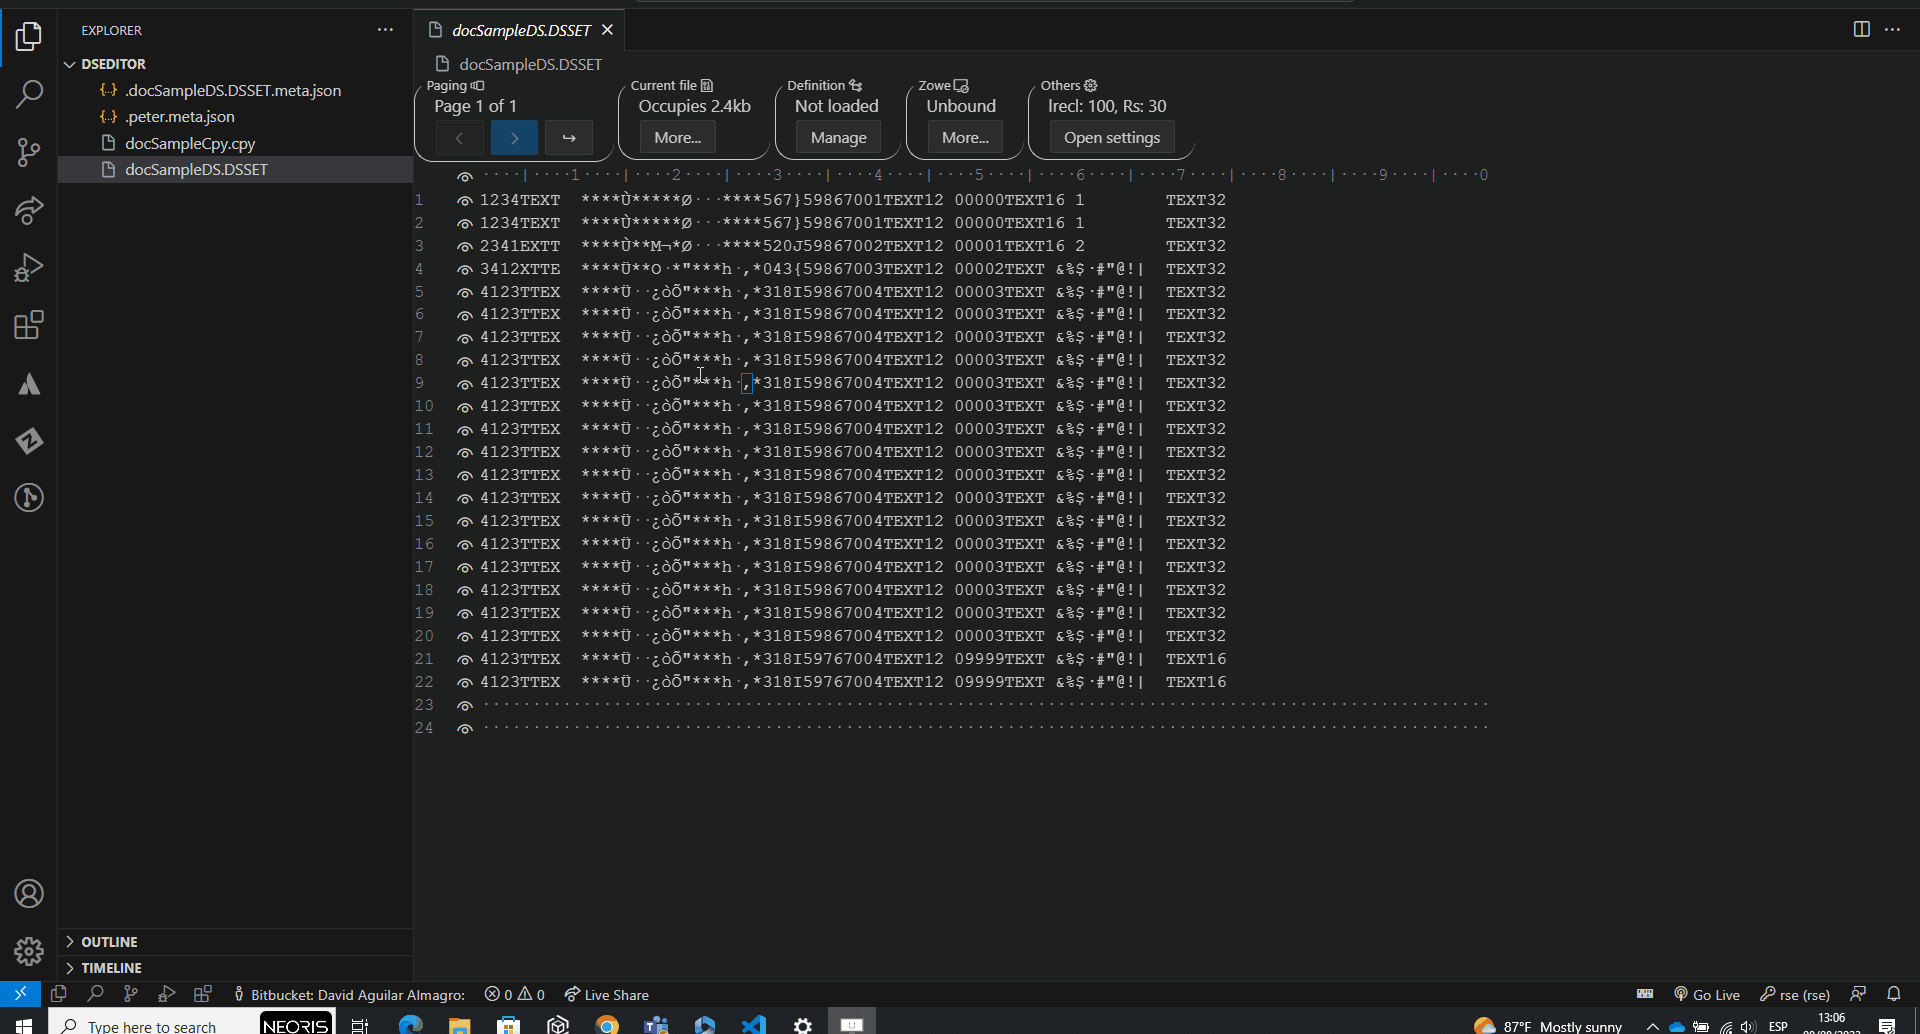 EXPLORER
DSEDITOR
.docSampleDS.DSSET.meta.json
.peter.meta.json
docSampleCpy.cpy
docSampleDS.DSSET
OUTLINE
TIMELINE
docSampleDS.DSSET
docSampleDS.DSSET
Paging
Page 1 of 1
Current file
Occupies 2.4kb
More...
Definition
Not loaded
Manage
Zowe
Unbound
More...
Others
lrecl: 100, Rs: 30
Open settings
····|····1····|····2····|····3····|····4····|····5····|····6····|····7····|····8····|····9····|····0
1 1234TEXT  ****Ù*****Ø···****567}59867001TEXT12 00000TEXT16 1        TEXT32
2 1234TEXT  ****Ù*****Ø···****567}59867001TEXT12 00000TEXT16 1        TEXT32
3 2341EXTT  ****Ù**M¬*Ø···****520J59867002TEXT12 00001TEXT16 2        TEXT32
4 3412XTTE  ****Ü**O·*"***h·,*043{59867003TEXT12 00002TEXT &%$·#"@!|  TEXT32
5 4123TTEX  ****Ü··¿òÕ"***h·,*318I59867004TEXT12 00003TEXT &%$·#"@!|  TEXT32
6 4123TTEX  ****Ü··¿òÕ"***h·,*318I59867004TEXT12 00003TEXT &%$·#"@!|  TEXT32
7 4123TTEX  ****Ü··¿òÕ"***h·,*318I59867004TEXT12 00003TEXT &%$·#"@!|  TEXT32
8 4123TTEX  ****Ü··¿òÕ"***h·,*318I59867004TEXT12 00003TEXT &%$·#"@!|  TEXT32
9 4123TTEX  ****Ü··¿òÕ"***h·,*318I59867004TEXT12 00003TEXT &%$·#"@!|  TEXT32
10 4123TTEX  ****Ü··¿òÕ"***h·,*318I59867004TEXT12 00003TEXT &%$·#"@!|  TEXT32
11 4123TTEX  ****Ü··¿òÕ"***h·,*318I59867004TEXT12 00003TEXT &%$·#"@!|  TEXT32
12 4123TTEX  ****Ü··¿òÕ"***h·,*318I59867004TEXT12 00003TEXT &%$·#"@!|  TEXT32
13 4123TTEX  ****Ü··¿òÕ"***h·,*318I59867004TEXT12 00003TEXT &%$·#"@!|  TEXT32
14 4123TTEX  ****Ü··¿òÕ"***h·,*318I59867004TEXT12 00003TEXT &%$·#"@!|  TEXT32
15 4123TTEX  ****Ü··¿òÕ"***h·,*318I59867004TEXT12 00003TEXT &%$·#"@!|  TEXT32
16 4123TTEX  ****Ü··¿òÕ"***h·,*318I59867004TEXT12 00003TEXT &%$·#"@!|  TEXT32
17 4123TTEX  ****Ü··¿òÕ"***h·,*318I59867004TEXT12 00003TEXT &%$·#"@!|  TEXT32
18 4123TTEX  ****Ü··¿òÕ"***h·,*318I59867004TEXT12 00003TEXT &%$·#"@!|  TEXT32
19 4123TTEX  ****Ü··¿òÕ"***h·,*318I59867004TEXT12 00003TEXT &%$·#"@!|  TEXT32
20 4123TTEX  ****Ü··¿òÕ"***h·,*318I59867004TEXT12 00003TEXT &%$·#"@!|  TEXT32
21 4123TTEX  ****Ü··¿òÕ"***h·,*318I59767004TEXT12 09999TEXT &%$·#"@!|  TEXT16
22 4123TTEX  ****Ü··¿òÕ"***h·,*318I59767004TEXT12 09999TEXT &%$·#"@!|  TEXT16
23 ····································································································
24 ····································································································
Bitbucket: David Aguilar Almagro:
0 0
Live Share
Go Live
rse (rse)
Type here to search
NEORIS
87°F Mostly sunny
ESP
13:06